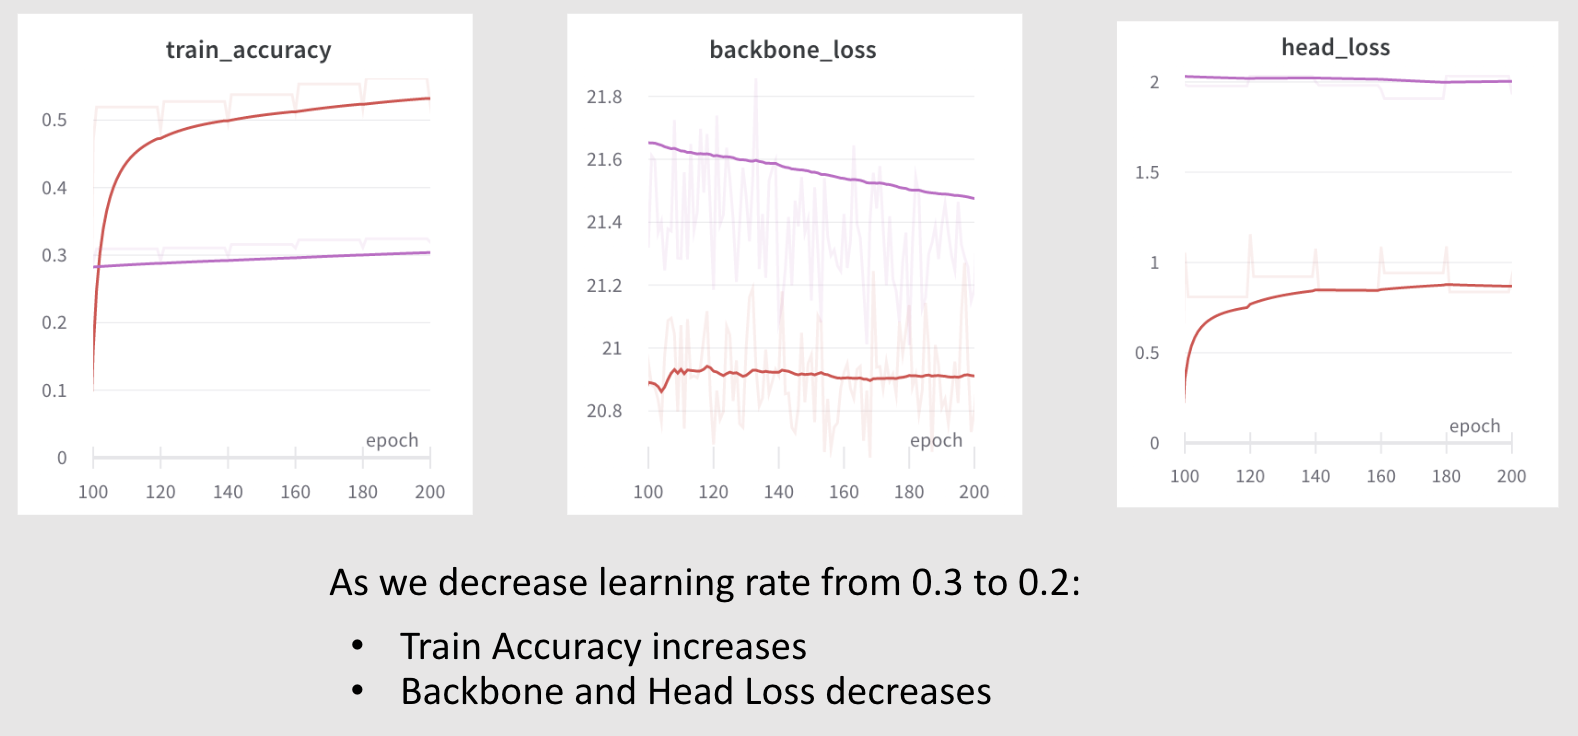 train_accuracy
0.5
0.4
0.3
0.2
0.1
0
epoch
100 120 140 160 180 200
backbone_loss
21.8
21.6
21.4
21.2
21
20.8
epoch
100 120 140 160 180 200
head_loss
2
1.5
1
0.5
0
epoch
100 120 140 160 180 200
As we decrease learning rate from 0.3 to 0.2:
• Train Accuracy increases
• Backbone and Head Loss decreases